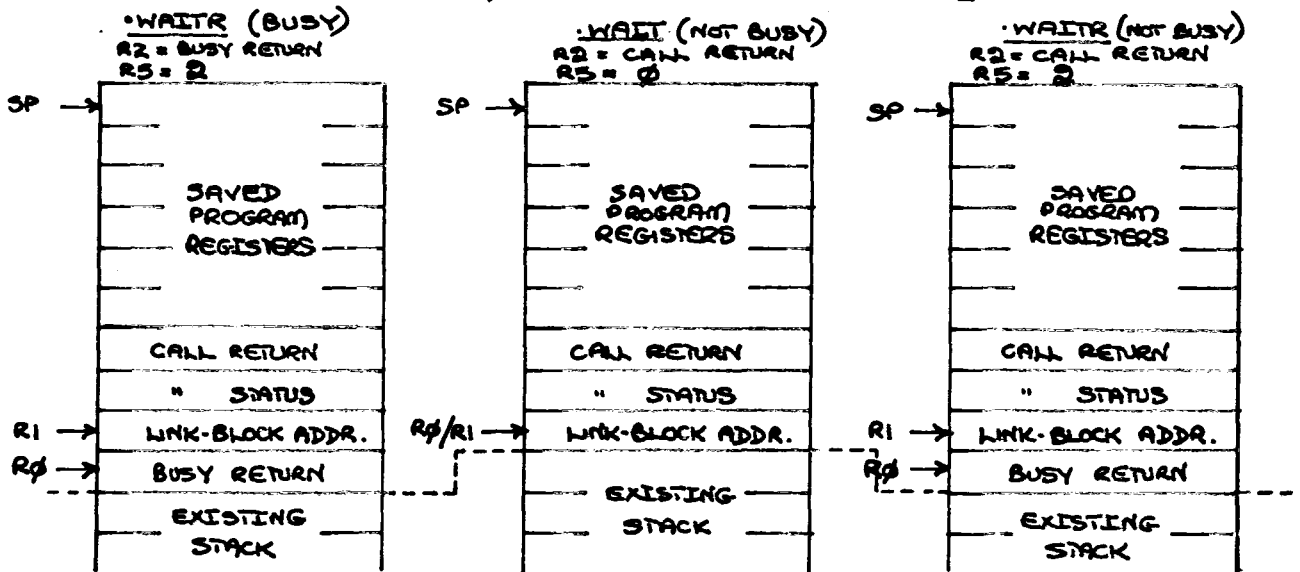 .WAITR (BUSY)
R2 = BUSY RETURN
R5 = 2
SP →
SAVED
PROGRAM
REGISTERS
CALL RETURN
" STATUS
R1 → LINK-BLOCK ADDR.
RØ → BUSY RETURN
EXISTING
STACK
.WAIT (NOT BUSY)
R2 = CALL RETURN
R5 = Ø
SP →
SAVED
PROGRAM
REGISTERS
CALL RETURN
" STATUS
RØ/R1 → LINK-BLOCK ADDR.
EXISTING
STACK
.WAITR (NOT BUSY)
R2 = CALL RETURN
R5 = 2
SP →
SAVED
PROGRAM
REGISTERS
CALL RETURN
" STATUS
R1 → LINK-BLOCK ADDR.
RØ → BUSY RETURN
EXISTING
STACK